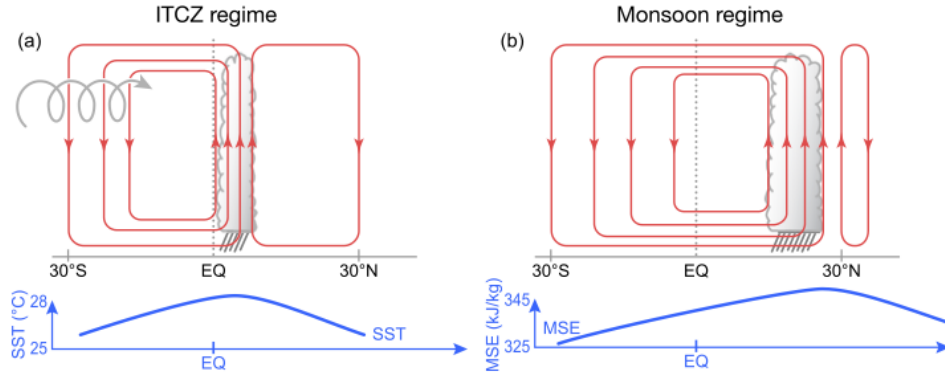 ITCZ regime
(a)
30°S EQ 30°N
SST (°C)
28
25
SST
EQ
Monsoon regime
(b)
30°S EQ 30°N
MSE (kJ/kg)
345
325
MSE
EQ